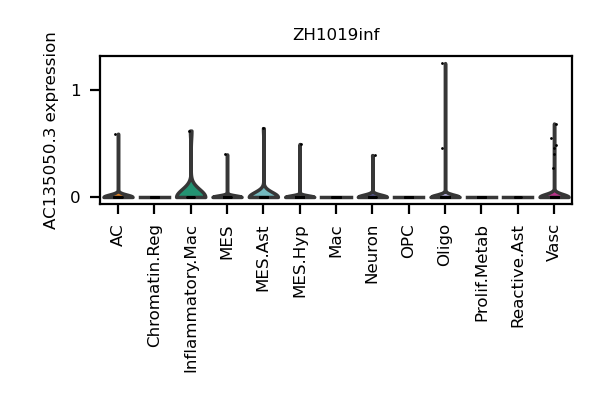 ZH1019inf
AC135050.3 expression
1
0
AC
Chromatin.Reg
Inflammatory.Mac
MES
MES.Ast
MES.Hyp
Mac
Neuron
OPC
Oligo
Prolif.Metab
Reactive.Ast
Vasc